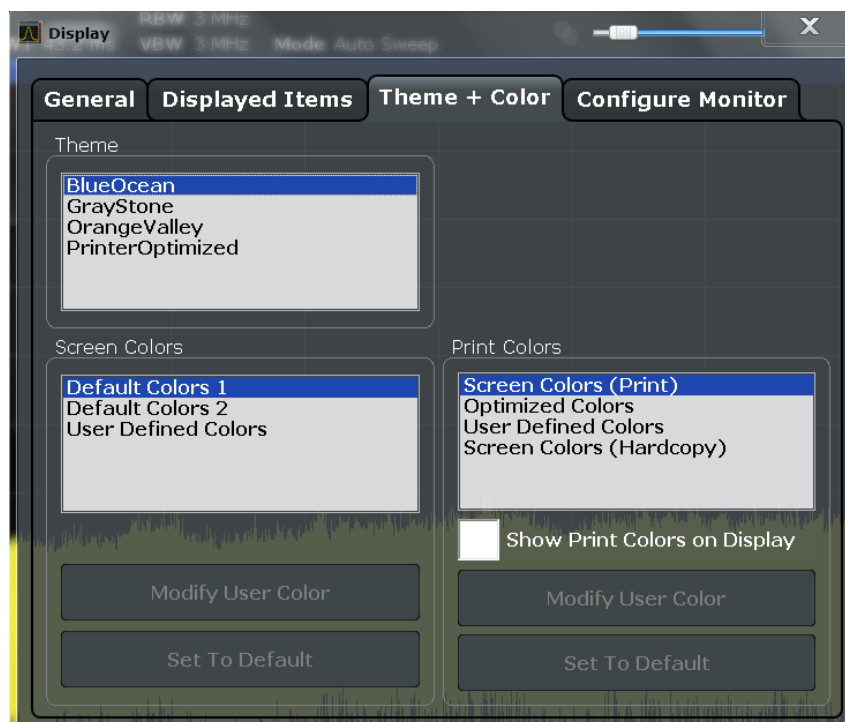 RBW 3 MHz
Display
VBW 3 MHz Mode Auto Sweep
X
General Displayed Items Theme + Color Configure Monitor
Theme
BlueOcean
GrayStone
OrangeValley
PrinterOptimized
Screen Colors
Default Colors 1
Default Colors 2
User Defined Colors
Modify User Color
Set To Default
Print Colors
Screen Colors (Print)
Optimized Colors
User Defined Colors
Screen Colors (Hardcopy)
Show Print Colors on Display
Modify User Color
Set To Default